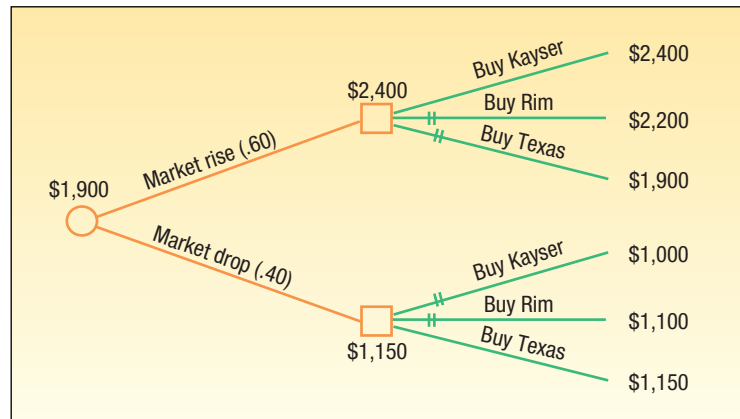 Buy Kayser
$2,400
$2,400
Buy Rim
$2,200
Buy Texas
$1,900
Market rise (.60)
$1,900
Market drop (.40)
Buy Kayser
$1,000
Buy Rim
$1,100
$1,150
Buy Texas
$1,150